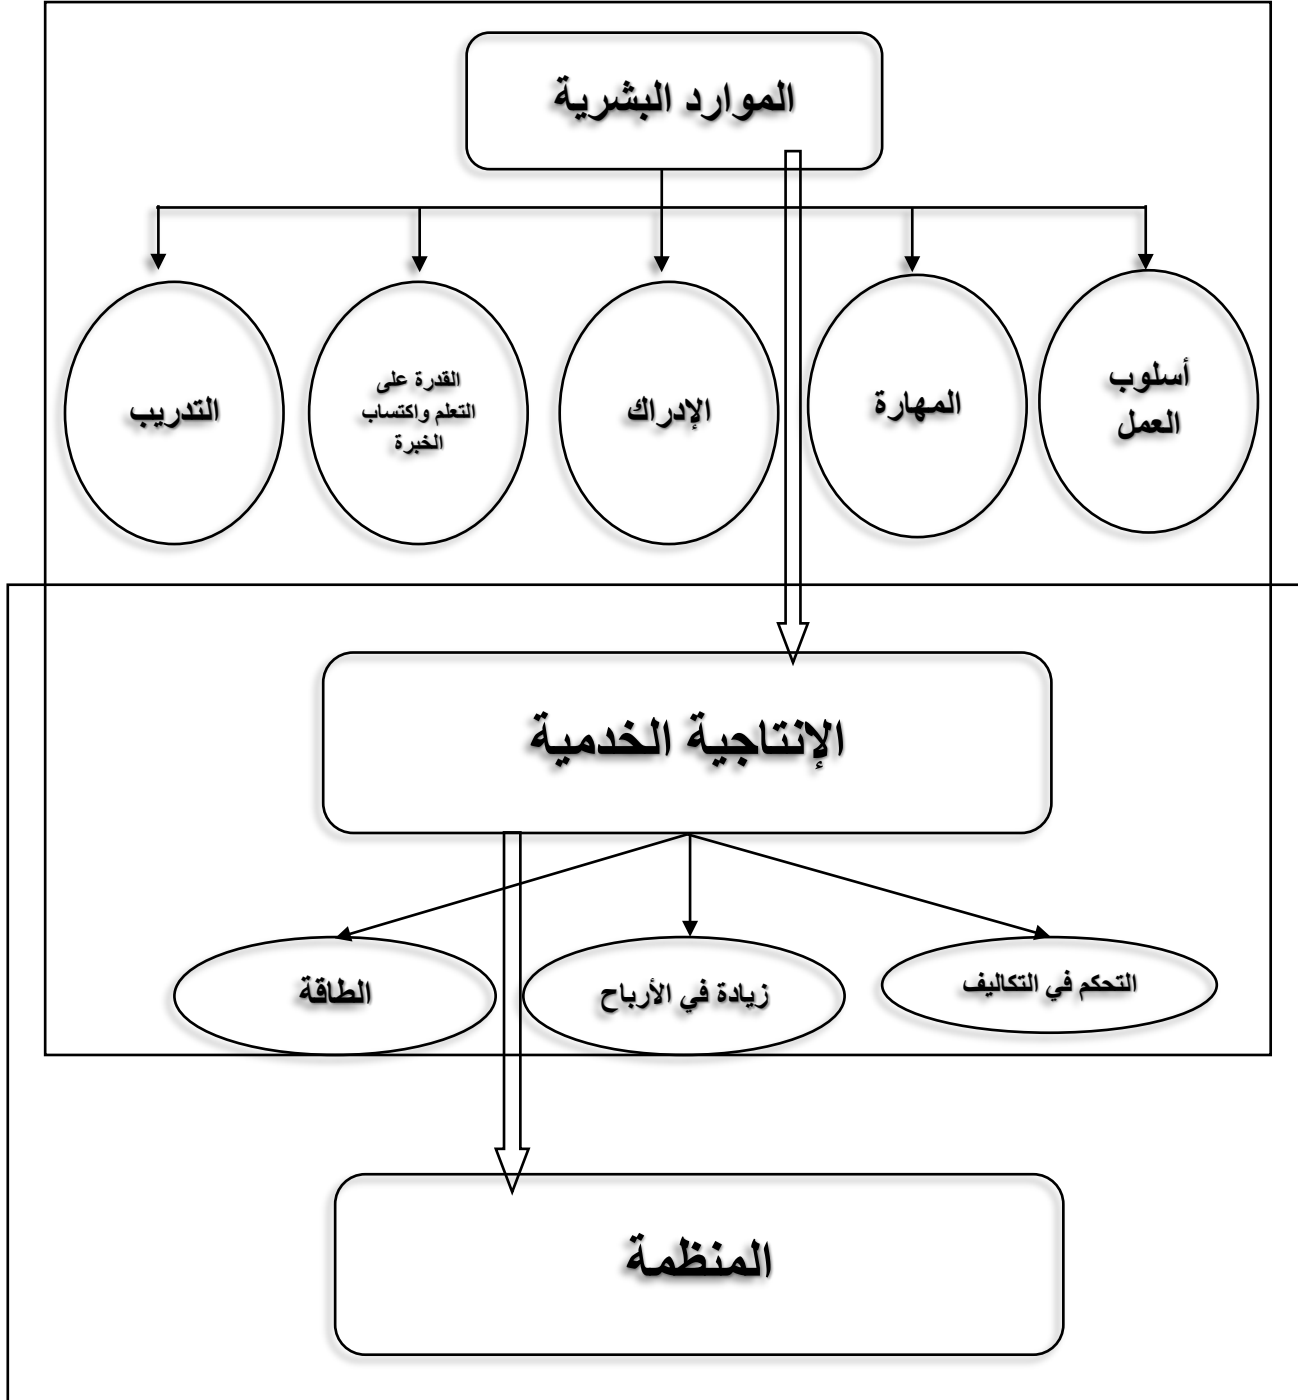 الموارد البشرية
أسلوب
العمل
المهارة
الإدراك
القدرة على
التعلم واكتساب
الخبرة
التدريب
الإنتاجية الخدمية
التحكم في التكاليف
زيادة في الأرباح
الطاقة
المنظمة